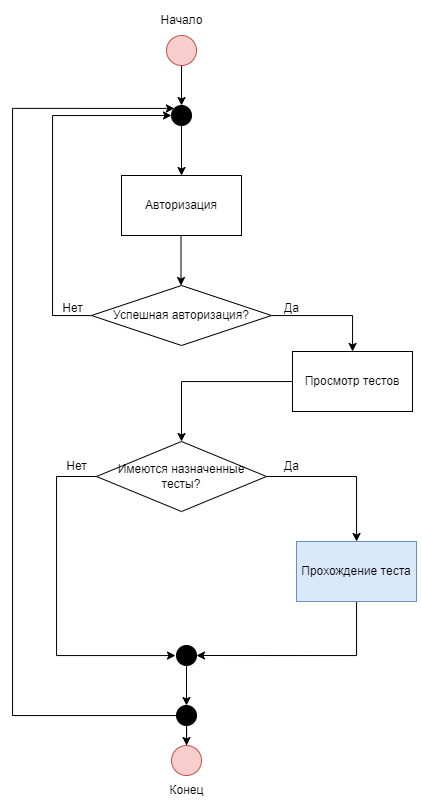 Начало
Авторизация
Успешная авторизация?
Нет
Да
Просмотр тестов
Имеются назначенные
тесты?
Нет
Да
Прохождение теста
Конец